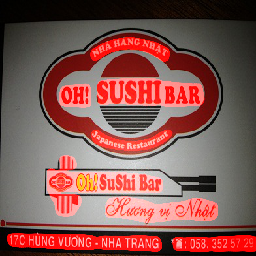 NHÀ HÀNG NHẬT
OH! SUSHI BAR
Japanese Restaurant
Oh! SuShi Bar
Hương vị Nhật
17C HÙNG VƯƠNG - NHA TRANG ☎: 058. 352 57 29